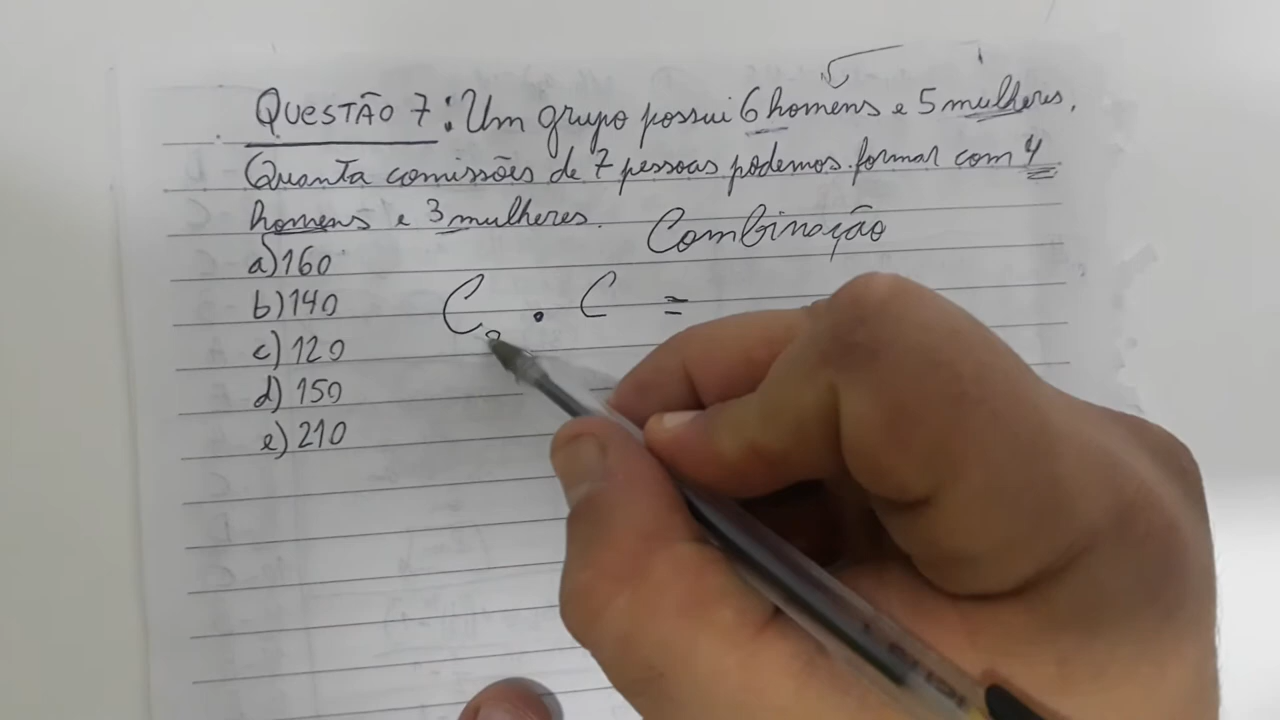 QUESTÃO 7: Um grupo possui 6 homens e 5 mulheres.
Quanta comissões de 7 pessoas podemos formar com 4
homens e 3 mulheres.
Combinação
a) 160
b) 140
c) 120
d) 150
e) 210
C . C =